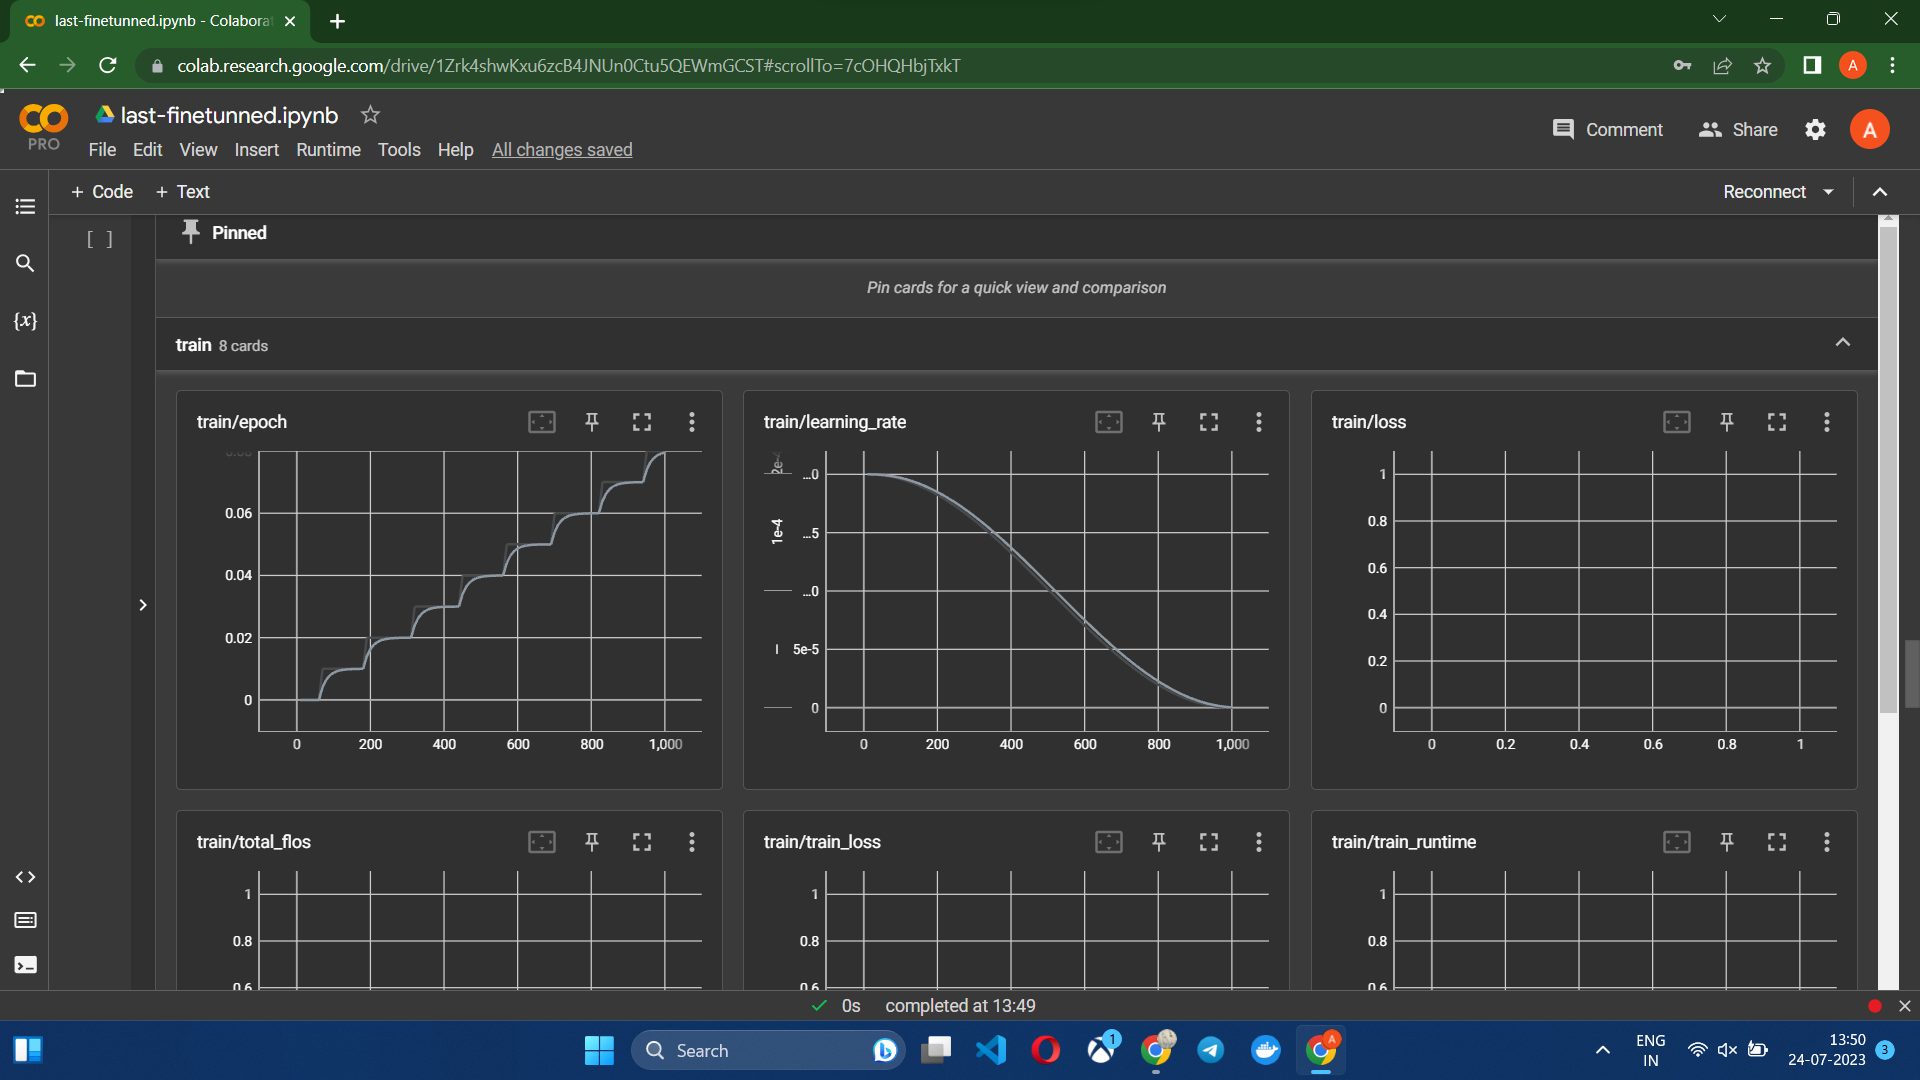 last-finetunned.ipynb - Colabora
colab.research.google.com/drive/1Zrk4shwKxu6zcB4JNUn0Ctu5QEWmGCST#scrollTo=7cOHQHbjTxkT
A
PRO
last-finetunned.ipynb
File Edit View Insert Runtime Tools Help All changes saved
Comment
Share
A
+ Code + Text
Reconnect
[ ]
Pinned
Pin cards for a quick view and comparison
{x}
train 8 cards
train/epoch
0.06
0.04
0.02
0
0 200 400 600 800 1,000
train/learning_rate
2e-
1e-4
...0
...5
...0
5e-5
0
0 200 400 600 800 1,000
train/loss
1
0.8
0.6
0.4
0.2
0
0 0.2 0.4 0.6 0.8 1
train/total_flos
1
0.8
0.6
train/train_loss
1
0.8
0.6
train/train_runtime
1
0.8
0.6
0s completed at 13:49
Search
1
A
ENG
IN
13:50
24-07-2023
3